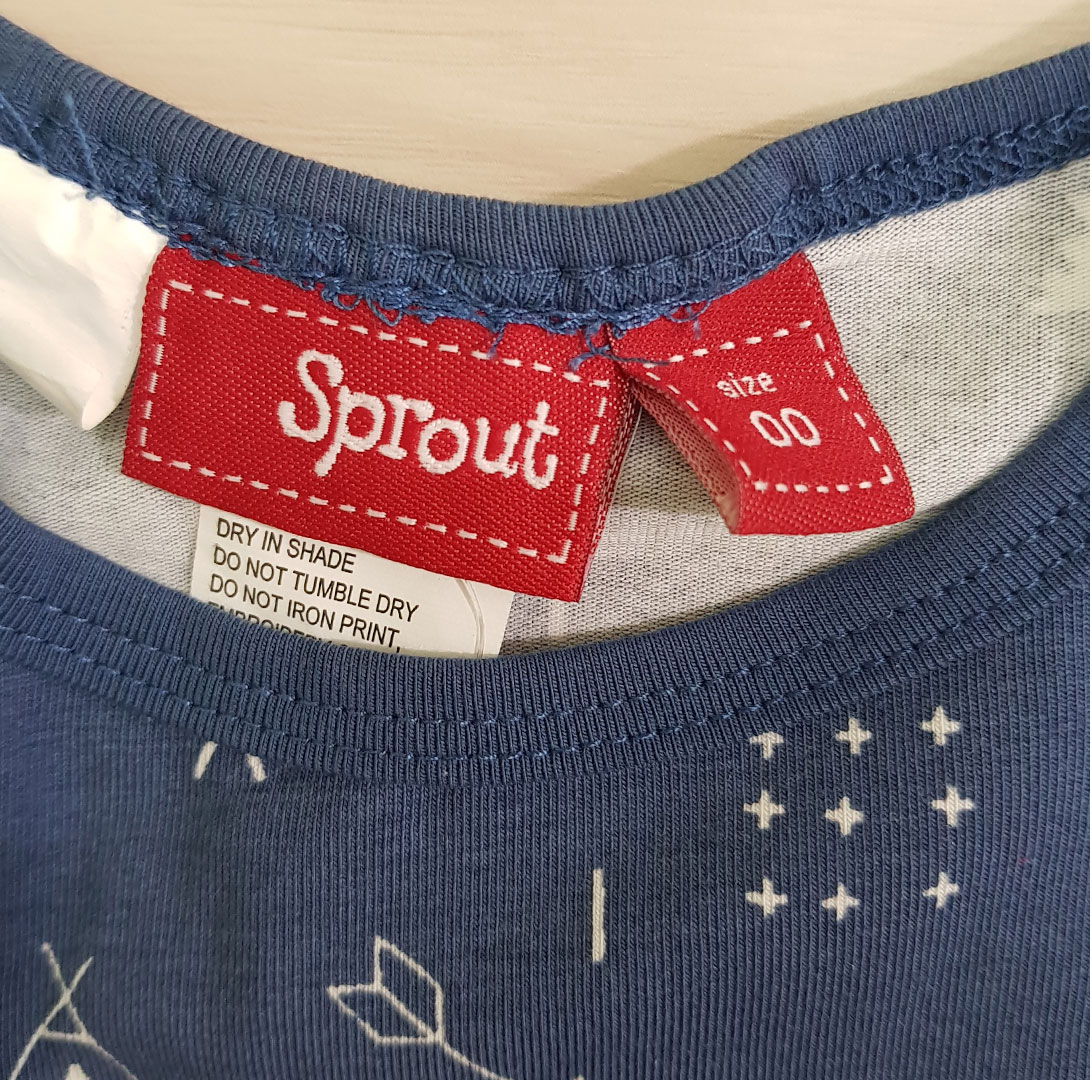 Sprout
size
00
DRY IN SHADE
DO NOT TUMBLE DRY
DO NOT IRON PRINT,